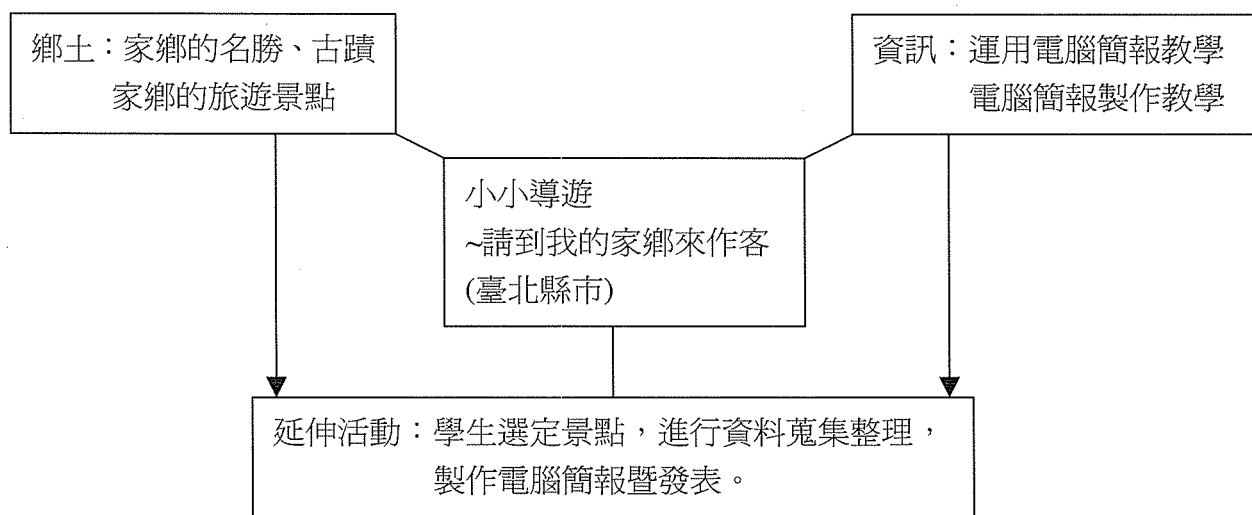 鄉土：家鄉的名勝、古蹟
家鄉的旅遊景點
資訊：運用電腦簡報教學
電腦簡報製作教學
小小導遊
~請到我的家鄉來作客
(臺北縣市)
延伸活動：學生選定景點，進行資料蒐集整理，
製作電腦簡報暨發表。